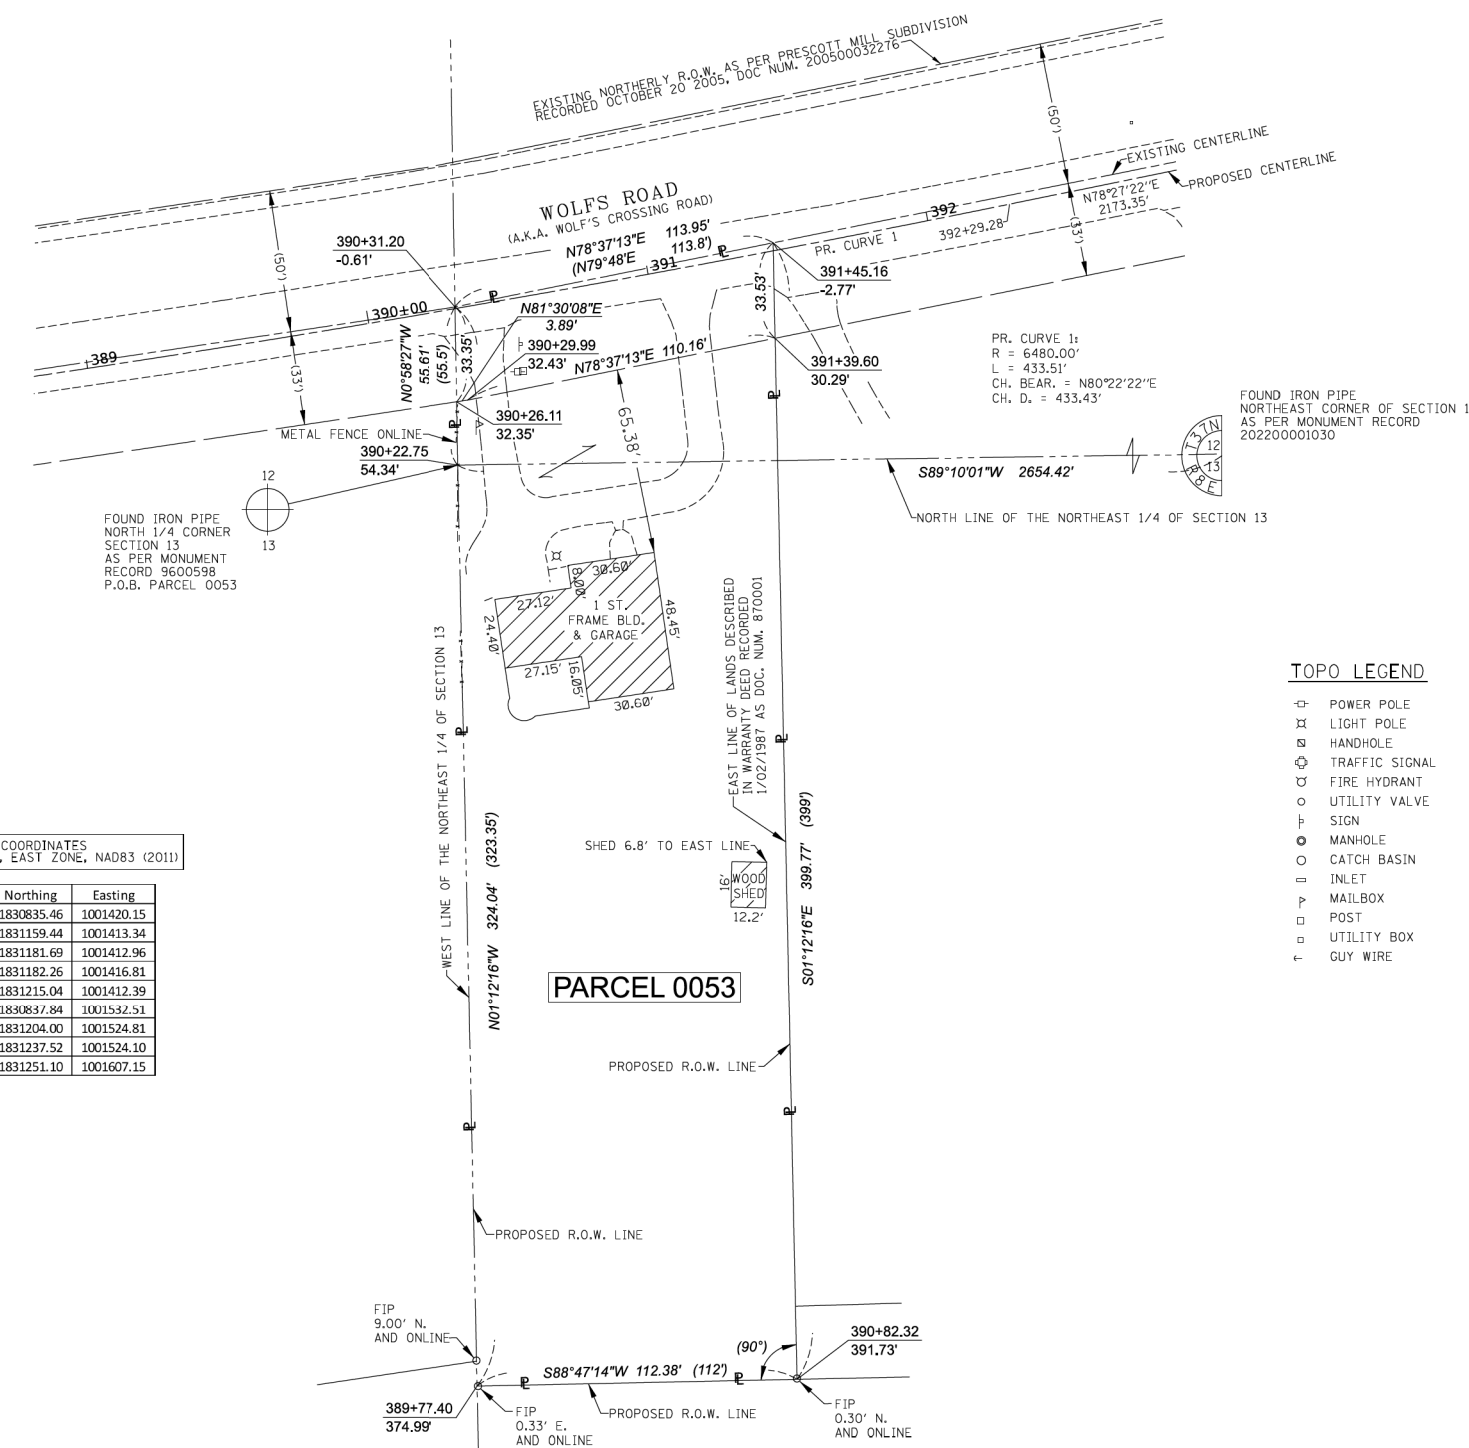 EXISTING NORTHERLY R.O.W. AS PER PRESCOTT MILL SUBDIVISION
RECORDED OCTOBER 20 2005, DOC NUM. 200500032276
(50')
EXISTING CENTERLINE
PROPOSED CENTERLINE
N78°27'22"E
2173.35'
WOLFS ROAD
(A.K.A. WOLF'S CROSSING ROAD)
N78°37'13"E 113.95'
(N79°48'E 113.8')
390+31.20
-0.61'
(50')
389
390+00
391
392
PR. CURVE 1
392+29.28
(33')
(33')
391+45.16
-2.77'
33.53'
N81°30'08"E
3.89'
390+29.99
32.43'
N78°37'13"E 110.16'
391+39.60
30.29'
N0°58'27"W
55.61'
(55.5')
33.35'
PR. CURVE 1:
R = 6480.00'
L = 433.51'
CH. BEAR. = N80°22'22"E
CH. D. = 433.43'
390+26.11
32.35'
65.38'
METAL FENCE ONLINE
390+22.75
54.34'
FOUND IRON PIPE
NORTHEAST CORNER OF SECTION 1
AS PER MONUMENT RECORD
202200001030
T37N
12
13
R8E
S89°10'01"W 2654.42'
NORTH LINE OF THE NORTHEAST 1/4 OF SECTION 13
12
13
FOUND IRON PIPE
NORTH 1/4 CORNER
SECTION 13
AS PER MONUMENT
RECORD 9600598
P.O.B. PARCEL 0053
30.60'
8.00'
27.12'
24.40'
48.45'
1 ST.
FRAME BLD.
& GARAGE
27.15'
16.05'
30.60'
WEST LINE OF THE NORTHEAST 1/4 OF SECTION 13
EAST LINE OF LANDS DESCRIBED
IN WARRANTY DEED RECORDED
1/02/1987 AS DOC. NUM. 870001
TOPO LEGEND
POWER POLE
LIGHT POLE
HANDHOLE
TRAFFIC SIGNAL
FIRE HYDRANT
UTILITY VALVE
SIGN
MANHOLE
CATCH BASIN
INLET
MAILBOX
POST
UTILITY BOX
GUY WIRE
COORDINATES
, EAST ZONE, NAD83 (2011)
Northing Easting
1830835.46 1001420.15
1831159.44 1001413.34
1831181.69 1001412.96
1831182.26 1001416.81
1831215.04 1001412.39
1830837.84 1001532.51
1831204.00 1001524.81
1831237.52 1001524.10
1831251.10 1001607.15
N01°12'16"W 324.04' (323.35')
SHED 6.8' TO EAST LINE
16'
WOOD
SHED
12.2'
S01°12'16"E 399.77' (399')
PARCEL 0053
PROPOSED R.O.W. LINE
PROPOSED R.O.W. LINE
FIP
9.00' N.
AND ONLINE
(90°)
390+82.32
391.73'
S88°47'14"W 112.38' (112')
389+77.40
374.99'
FIP
0.33' E.
AND ONLINE
PROPOSED R.O.W. LINE
FIP
0.30' N.
AND ONLINE